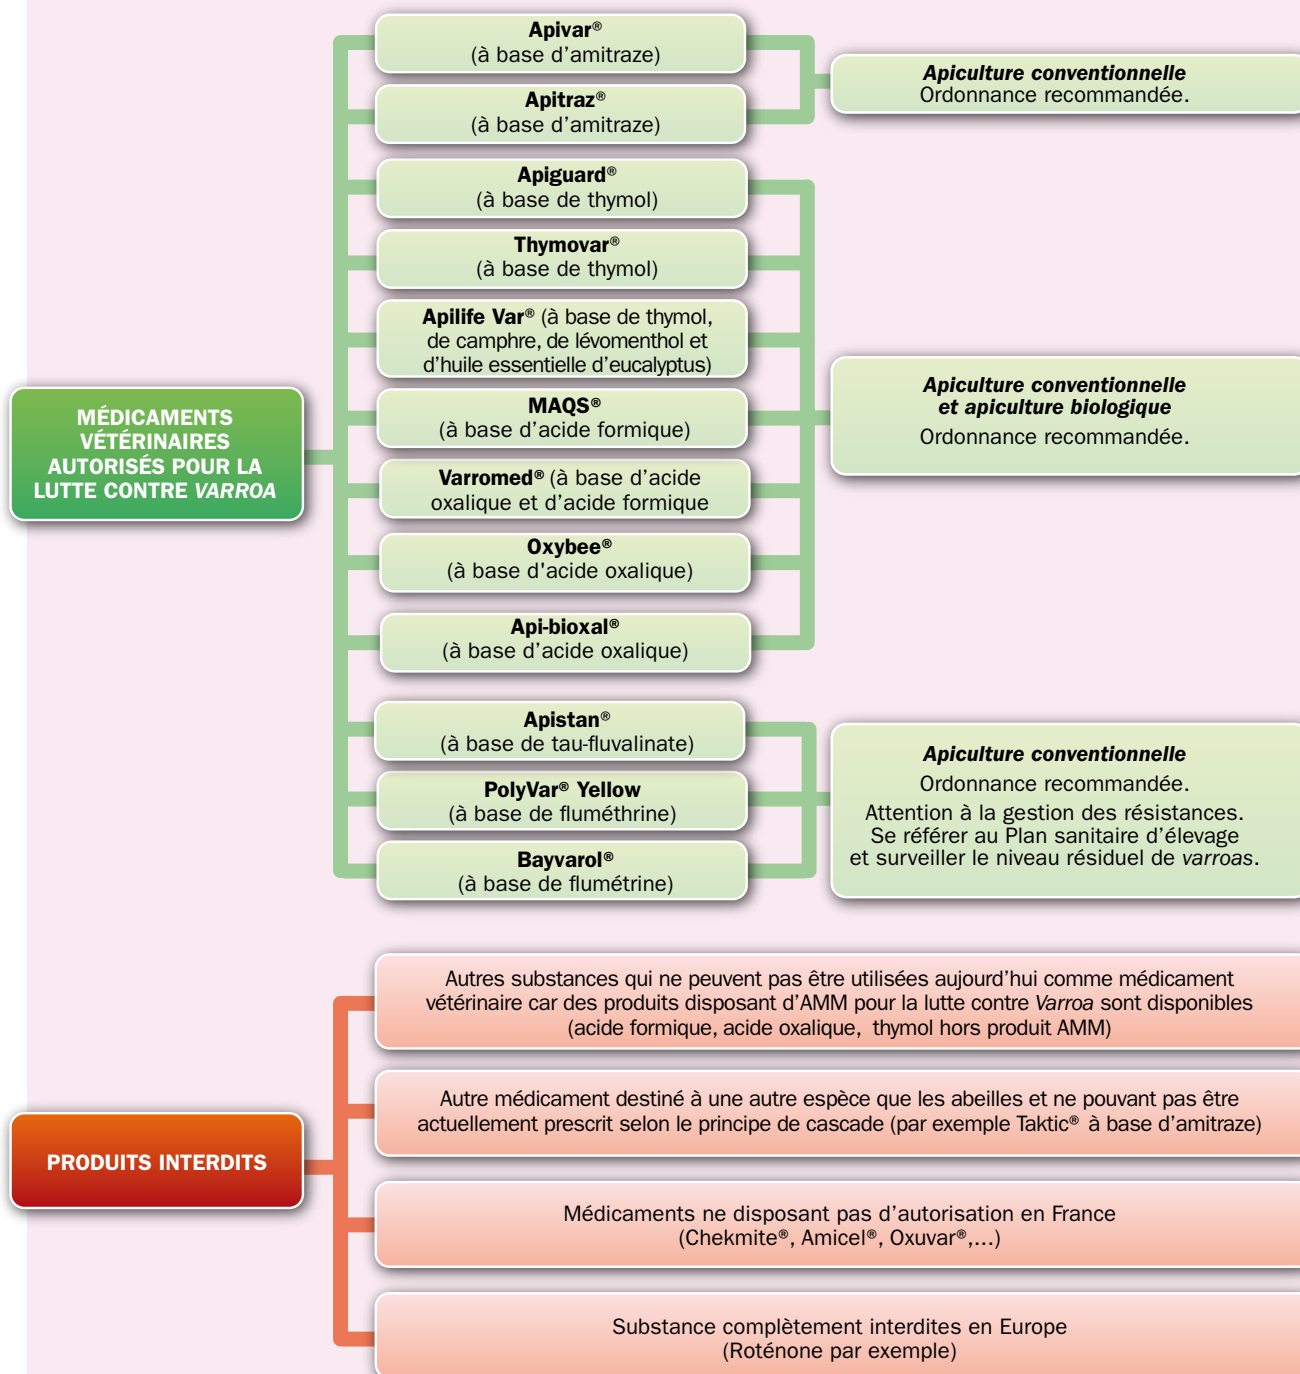 Apivar®
(à base d’amitraze)
Apitraz®
(à base d’amitraze)
Apiculture conventionnelle
Ordonnance recommandée.
Apiguard®
(à base de thymol)
Thymovar®
(à base de thymol)
Apilife Var® (à base de thymol,
de camphre, de lévomenthol et
d’huile essentielle d’eucalyptus)
MAQS®
(à base d’acide formique)
Varromed® (à base d’acide
oxalique et d’acide formique
Oxybee®
(à base d'acide oxalique)
Api-bioxal®
(à base d’acide oxalique)
Apiculture conventionnelle
et apiculture biologique
Ordonnance recommandée.
MÉDICAMENTS
VÉTÉRINAIRES
AUTORISÉS POUR LA
LUTTE CONTRE VARROA
Apistan®
(à base de tau-fluvalinate)
PolyVar® Yellow
(à base de fluméthrine)
Bayvarol®
(à base de flumétrine)
Apiculture conventionnelle
Ordonnance recommandée.
Attention à la gestion des résistances.
Se référer au Plan sanitaire d’élevage
et surveiller le niveau résiduel de varroas.
PRODUITS INTERDITS
Autres substances qui ne peuvent pas être utilisées aujourd’hui comme médicament
vétérinaire car des produits disposant d’AMM pour la lutte contre Varroa sont disponibles
(acide formique, acide oxalique, thymol hors produit AMM)
Autre médicament destiné à une autre espèce que les abeilles et ne pouvant pas être
actuellement prescrit selon le principe de cascade (par exemple Taktic® à base d’amitraze)
Médicaments ne disposant pas d’autorisation en France
(Chekmite®, Amicel®, Oxuvar®,...)
Substance complètement interdites en Europe
(Roténone par exemple)